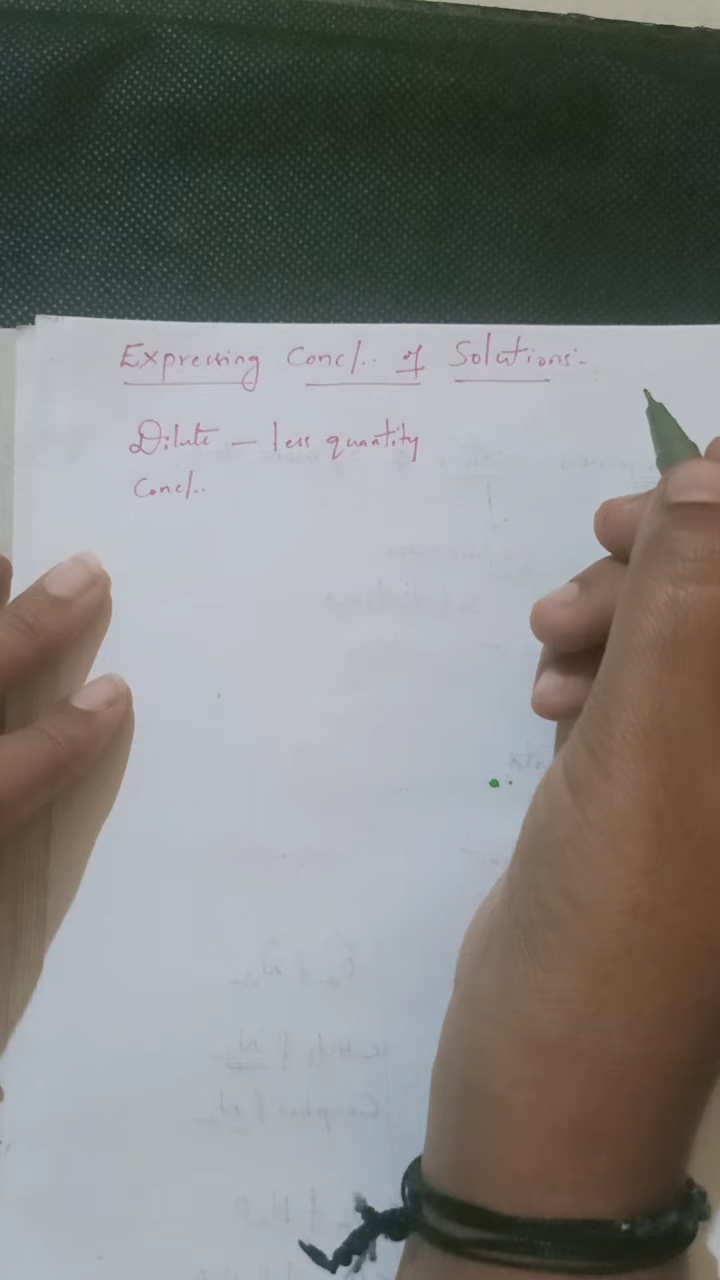 Expressing Concl.. of Solutions:-
Dilute - less quantity
Concl..